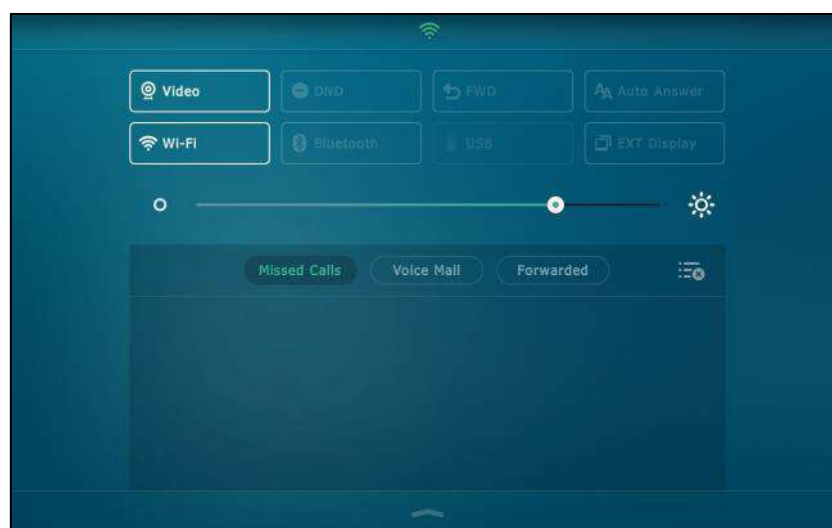 Video DND FWD Auto Answer
Wi-Fi Bluetooth USB EXT Display
Missed Calls Voice Mail Forwarded